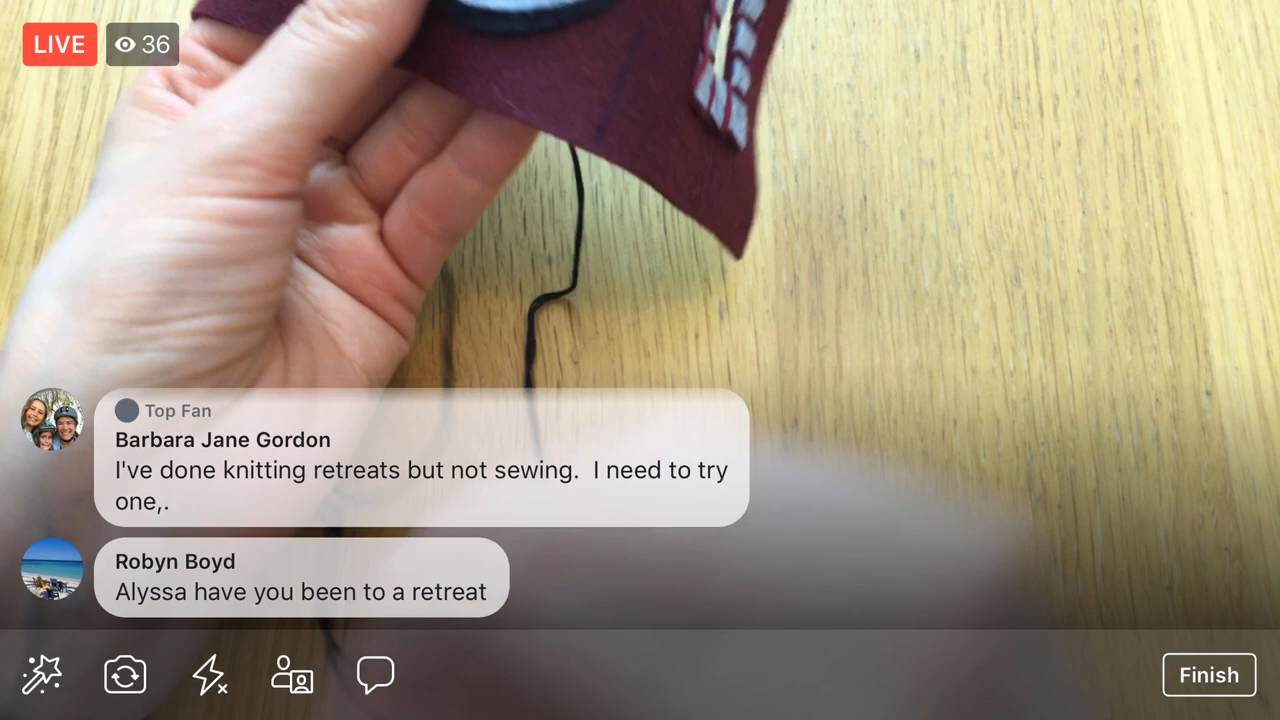 LIVE
36
Top Fan
Barbara Jane Gordon
I've done knitting retreats but not sewing.  I need to try
one,.
Robyn Boyd
Alyssa have you been to a retreat
Finish